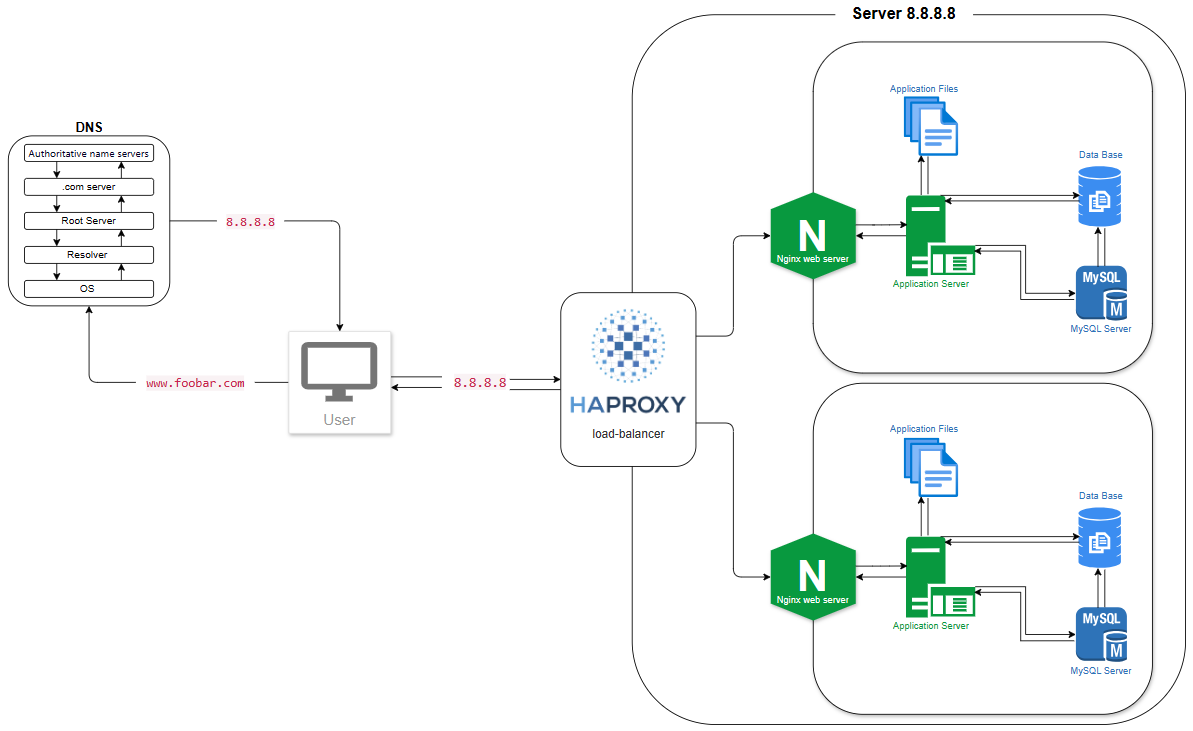 Server 8.8.8.8
DNS
Authoritative name servers
.com server
Root Server
Resolver
OS
8.8.8.8
www.foobar.com
User
8.8.8.8
HAPROXY
load-balancer
Application Files
Data Base
N
Nginx web server
Application Server
MySQL
M
MySQL Server
Application Files
Data Base
N
Nginx web server
Application Server
MySQL
M
MySQL Server